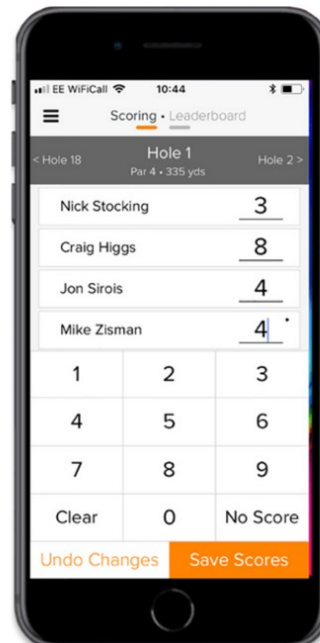 EE WiFiCall 10:44
Scoring • Leaderboard
< Hole 18 Hole 1 Hole 2 >
Par 4 • 335 yds
Nick Stocking 3
Craig Higgs 8
Jon Sirois 4
Mike Zisman 4
1 2 3
4 5 6
7 8 9
Clear 0 No Score
Undo Changes Save Scores